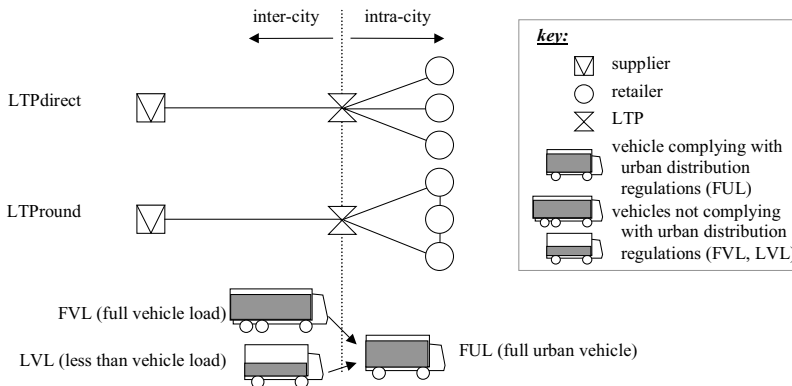 inter-city
intra-city
LTPdirect
LTPround
FVL (full vehicle load)
LVL (less than vehicle load)
FUL (full urban vehicle)
key:
supplier
retailer
LTP
vehicle complying with
urban distribution
regulations (FUL)
vehicles not complying
with urban distribution
regulations (FVL, LVL)